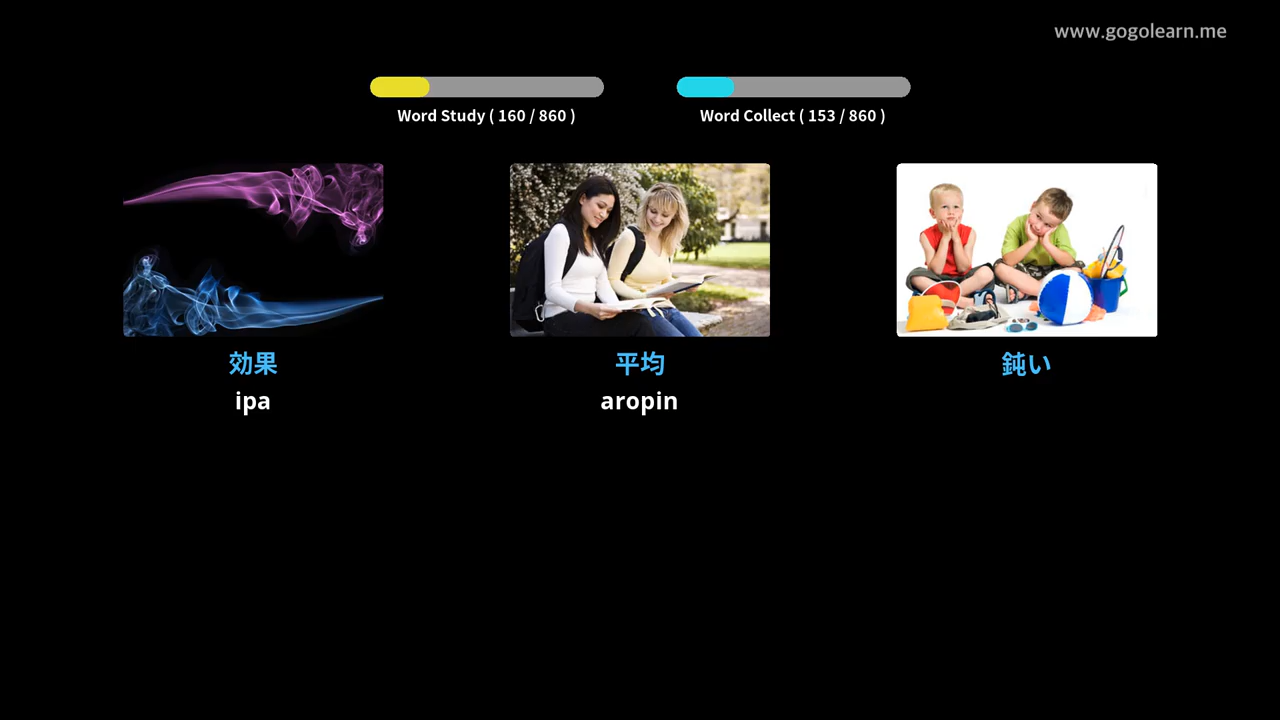 www.gogolearn.me
Word Study ( 160 / 860 )
Word Collect ( 153 / 860 )
効果
ipa
平均
aropin
鈍い